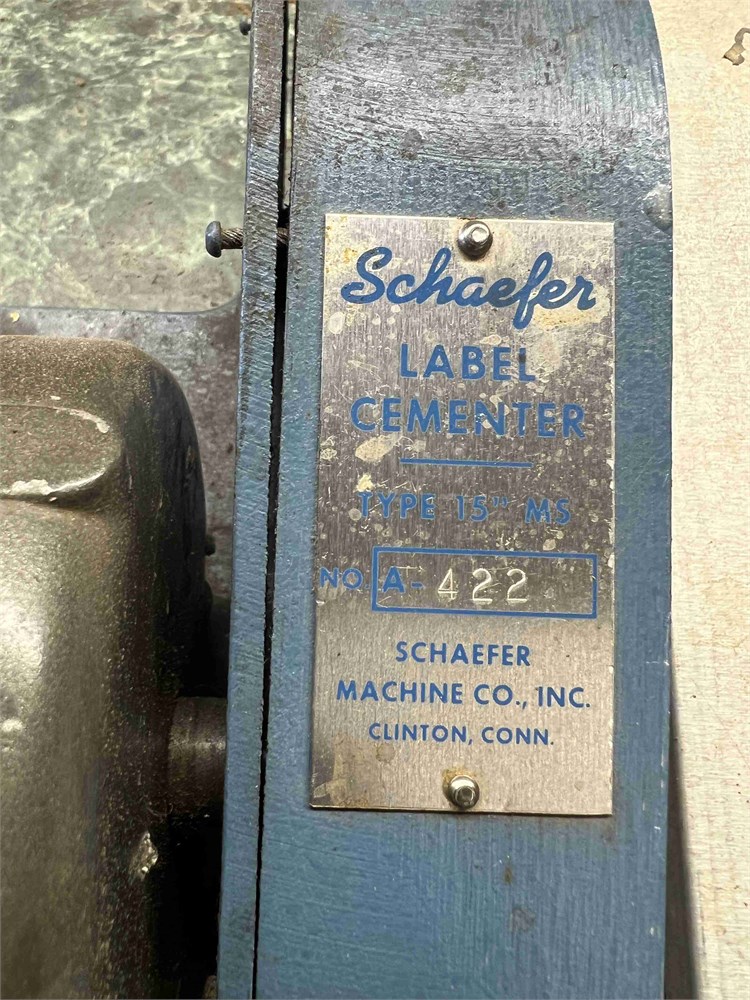 Schaefer
LABEL
CEMENTER
TYPE 15" MS
NO. A-422
SCHAEFER
MACHINE CO., INC.
CLINTON, CONN.